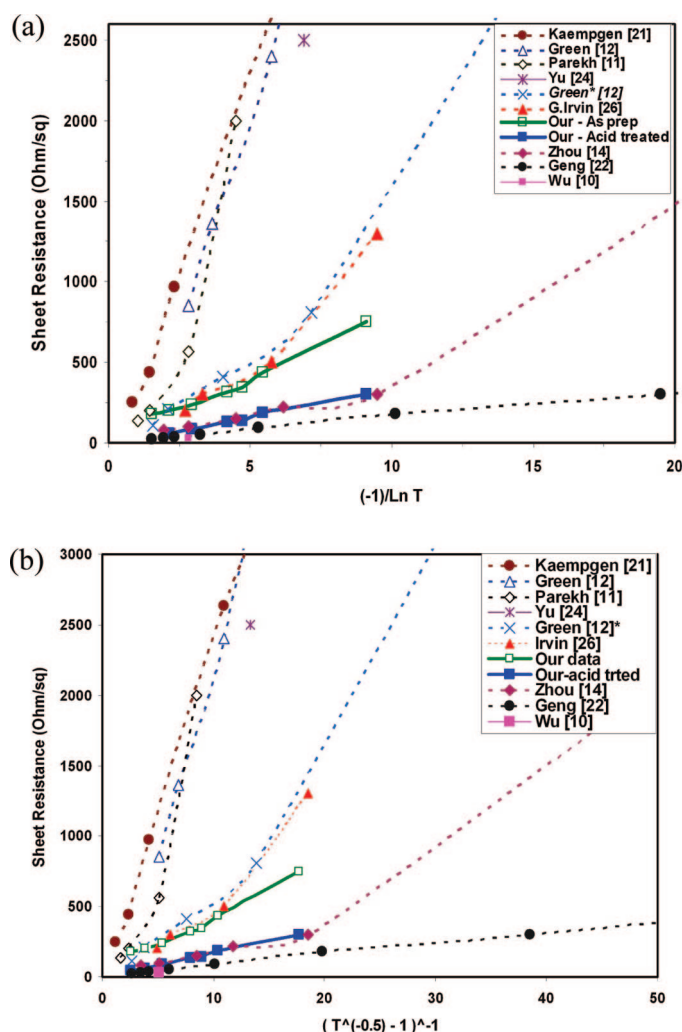 (a)
2500
2000
1500
1000
500
0
0
5
10
15
20
Sheet Resistance (Ohm/sq)
(-1)/Ln T
Kaempgen [21]
Green [12]
Parekh [11]
Yu [24]
Green* [12]
G.Irvin [26]
Our - As prep
Our - Acid treated
Zhou [14]
Geng [22]
Wu [10]
(b)
3000
2500
2000
1500
1000
500
0
0
10
20
30
40
50
Sheet Resistance (Ohm/sq)
( T^(-0.5) - 1 )^-1
Kaempgen [21]
Green [12]
Parekh [11]
Yu [24]
Green [12]*
Irvin [26]
Our data
Our-acid trted
Zhou [14]
Geng [22]
Wu [10]